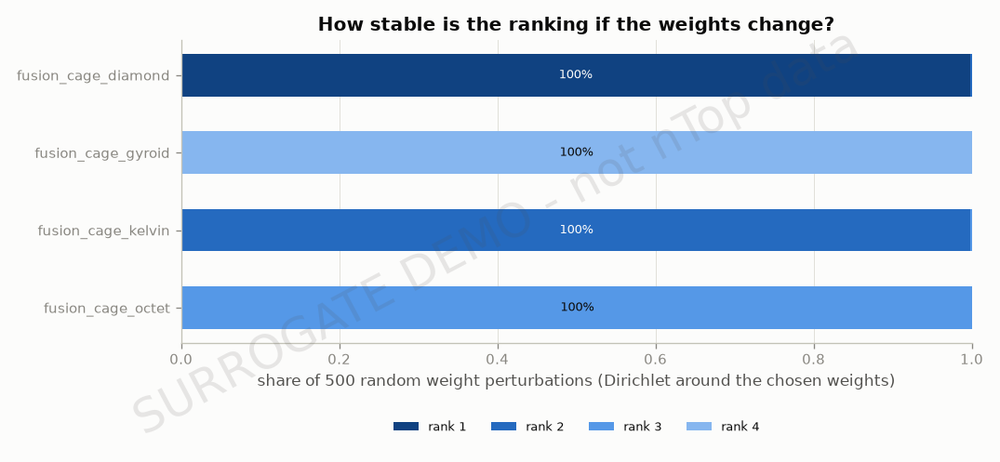 How stable is the ranking if the weights change?
fusion_cage_diamond
100%
fusion_cage_gyroid
100%
fusion_cage_kelvin
100%
fusion_cage_octet
100%
SURROGATE DEMO - not nTop data
0.0 0.2 0.4 0.6 0.8 1.0
share of 500 random weight perturbations (Dirichlet around the chosen weights)
rank 1 rank 2 rank 3 rank 4